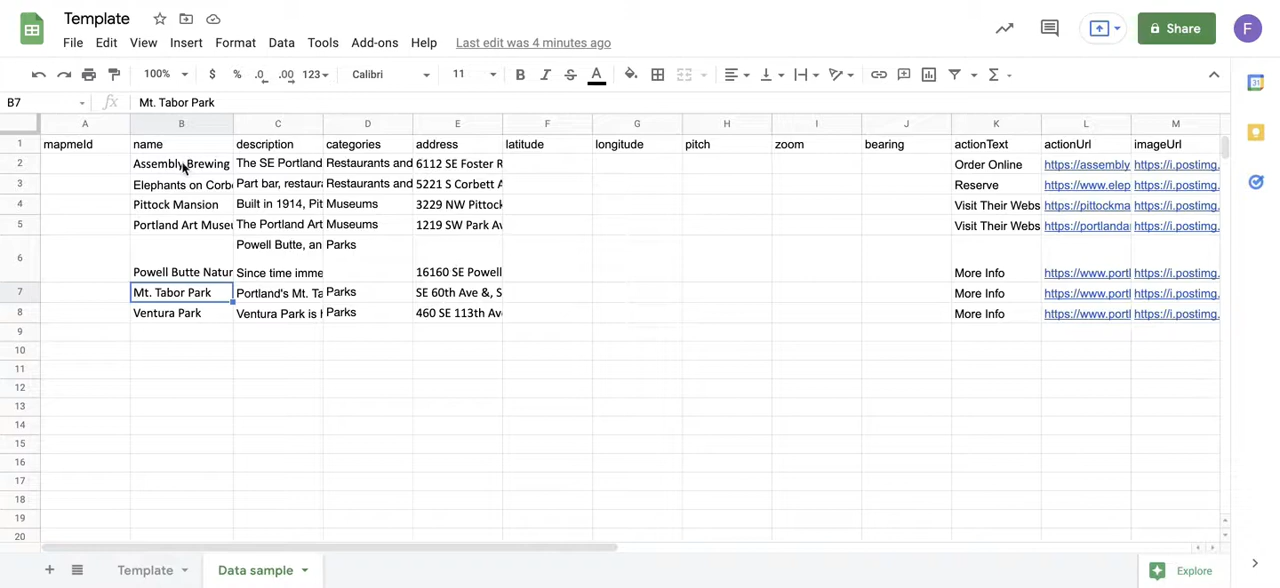 Template
File Edit View Insert Format Data Tools Add-ons Help Last edit was 4 minutes ago
Share
F
100% $ % .0 .00 123 Calibri 11 B I S A Σ
31
B7 fx Mt. Tabor Park
A B C D E F G H I J K L M
1 mapmeId name description categories address latitude longitude pitch zoom bearing actionText actionUrl imageUrl
2 Assembly Brewing The SE Portland Restaurants and 6112 SE Foster R Order Online https://assembly https://i.postimg.
3 Elephants on Corb Part bar, restaura Restaurants and 5221 S Corbett A Reserve https://www.elep https://i.postimg.
4 Pittock Mansion Built in 1914, Pit Museums 3229 NW Pittock Visit Their Webs https://pittockma https://i.postimg.
5 Portland Art Museu The Portland Art Museums 1219 SW Park Av Visit Their Webs https://portlanda https://i.postimg.
Powell Butte, an Parks
6 Powell Butte Natur Since time imme 16160 SE Powell More Info https://www.portl https://i.postimg.
7 Mt. Tabor Park Portland's Mt. Ta Parks SE 60th Ave &, S More Info https://www.portl https://i.postimg.
8 Ventura Park Ventura Park is Parks 460 SE 113th Av More Info https://www.portl https://i.postimg.
9
10
11
12
13
14
15
16
17
18
19
20
Template Data sample Explore